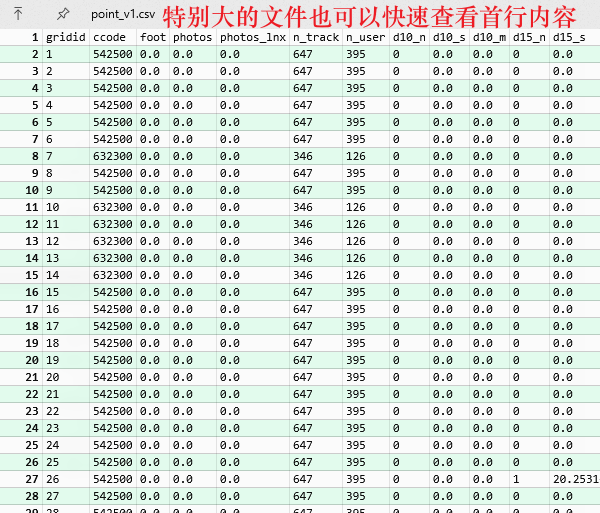 point_v1.csv 特别大的文件也可以快速查看首行内容
1 gridid ccode foot photos photos_lnx n_track n_user d10_n d10_s d10_m d15_n d15_s
2 1 542500 0.0 0.0 0.0 647 395 0 0.0 0.0 0 0.0
3 2 542500 0.0 0.0 0.0 647 395 0 0.0 0.0 0 0.0
4 3 542500 0.0 0.0 0.0 647 395 0 0.0 0.0 0 0.0
5 4 542500 0.0 0.0 0.0 647 395 0 0.0 0.0 0 0.0
6 5 542500 0.0 0.0 0.0 647 395 0 0.0 0.0 0 0.0
7 6 542500 0.0 0.0 0.0 647 395 0 0.0 0.0 0 0.0
8 7 632300 0.0 0.0 0.0 346 126 0 0.0 0.0 0 0.0
9 8 542500 0.0 0.0 0.0 647 395 0 0.0 0.0 0 0.0
10 9 542500 0.0 0.0 0.0 647 395 0 0.0 0.0 0 0.0
11 10 632300 0.0 0.0 0.0 346 126 0 0.0 0.0 0 0.0
12 11 632300 0.0 0.0 0.0 346 126 0 0.0 0.0 0 0.0
13 12 632300 0.0 0.0 0.0 346 126 0 0.0 0.0 0 0.0
14 13 632300 0.0 0.0 0.0 346 126 0 0.0 0.0 0 0.0
15 14 632300 0.0 0.0 0.0 346 126 0 0.0 0.0 0 0.0
16 15 542500 0.0 0.0 0.0 647 395 0 0.0 0.0 0 0.0
17 16 542500 0.0 0.0 0.0 647 395 0 0.0 0.0 0 0.0
18 17 542500 0.0 0.0 0.0 647 395 0 0.0 0.0 0 0.0
19 18 542500 0.0 0.0 0.0 647 395 0 0.0 0.0 0 0.0
20 19 542500 0.0 0.0 0.0 647 395 0 0.0 0.0 0 0.0
21 20 542500 0.0 0.0 0.0 647 395 0 0.0 0.0 0 0.0
22 21 542500 0.0 0.0 0.0 647 395 0 0.0 0.0 0 0.0
23 22 542500 0.0 0.0 0.0 647 395 0 0.0 0.0 0 0.0
24 23 542500 0.0 0.0 0.0 647 395 0 0.0 0.0 0 0.0
25 24 542500 0.0 0.0 0.0 647 395 0 0.0 0.0 0 0.0
26 25 542500 0.0 0.0 0.0 647 395 0 0.0 0.0 0 0.0
27 26 542500 0.0 0.0 0.0 647 395 0 0.0 0.0 1 20.2531
28 27 542500 0.0 0.0 0.0 647 395 0 0.0 0.0 0 0.0
29 28 542500 0.0 0.0 0.0 647 395 0 0.0 0.0 0 0.0